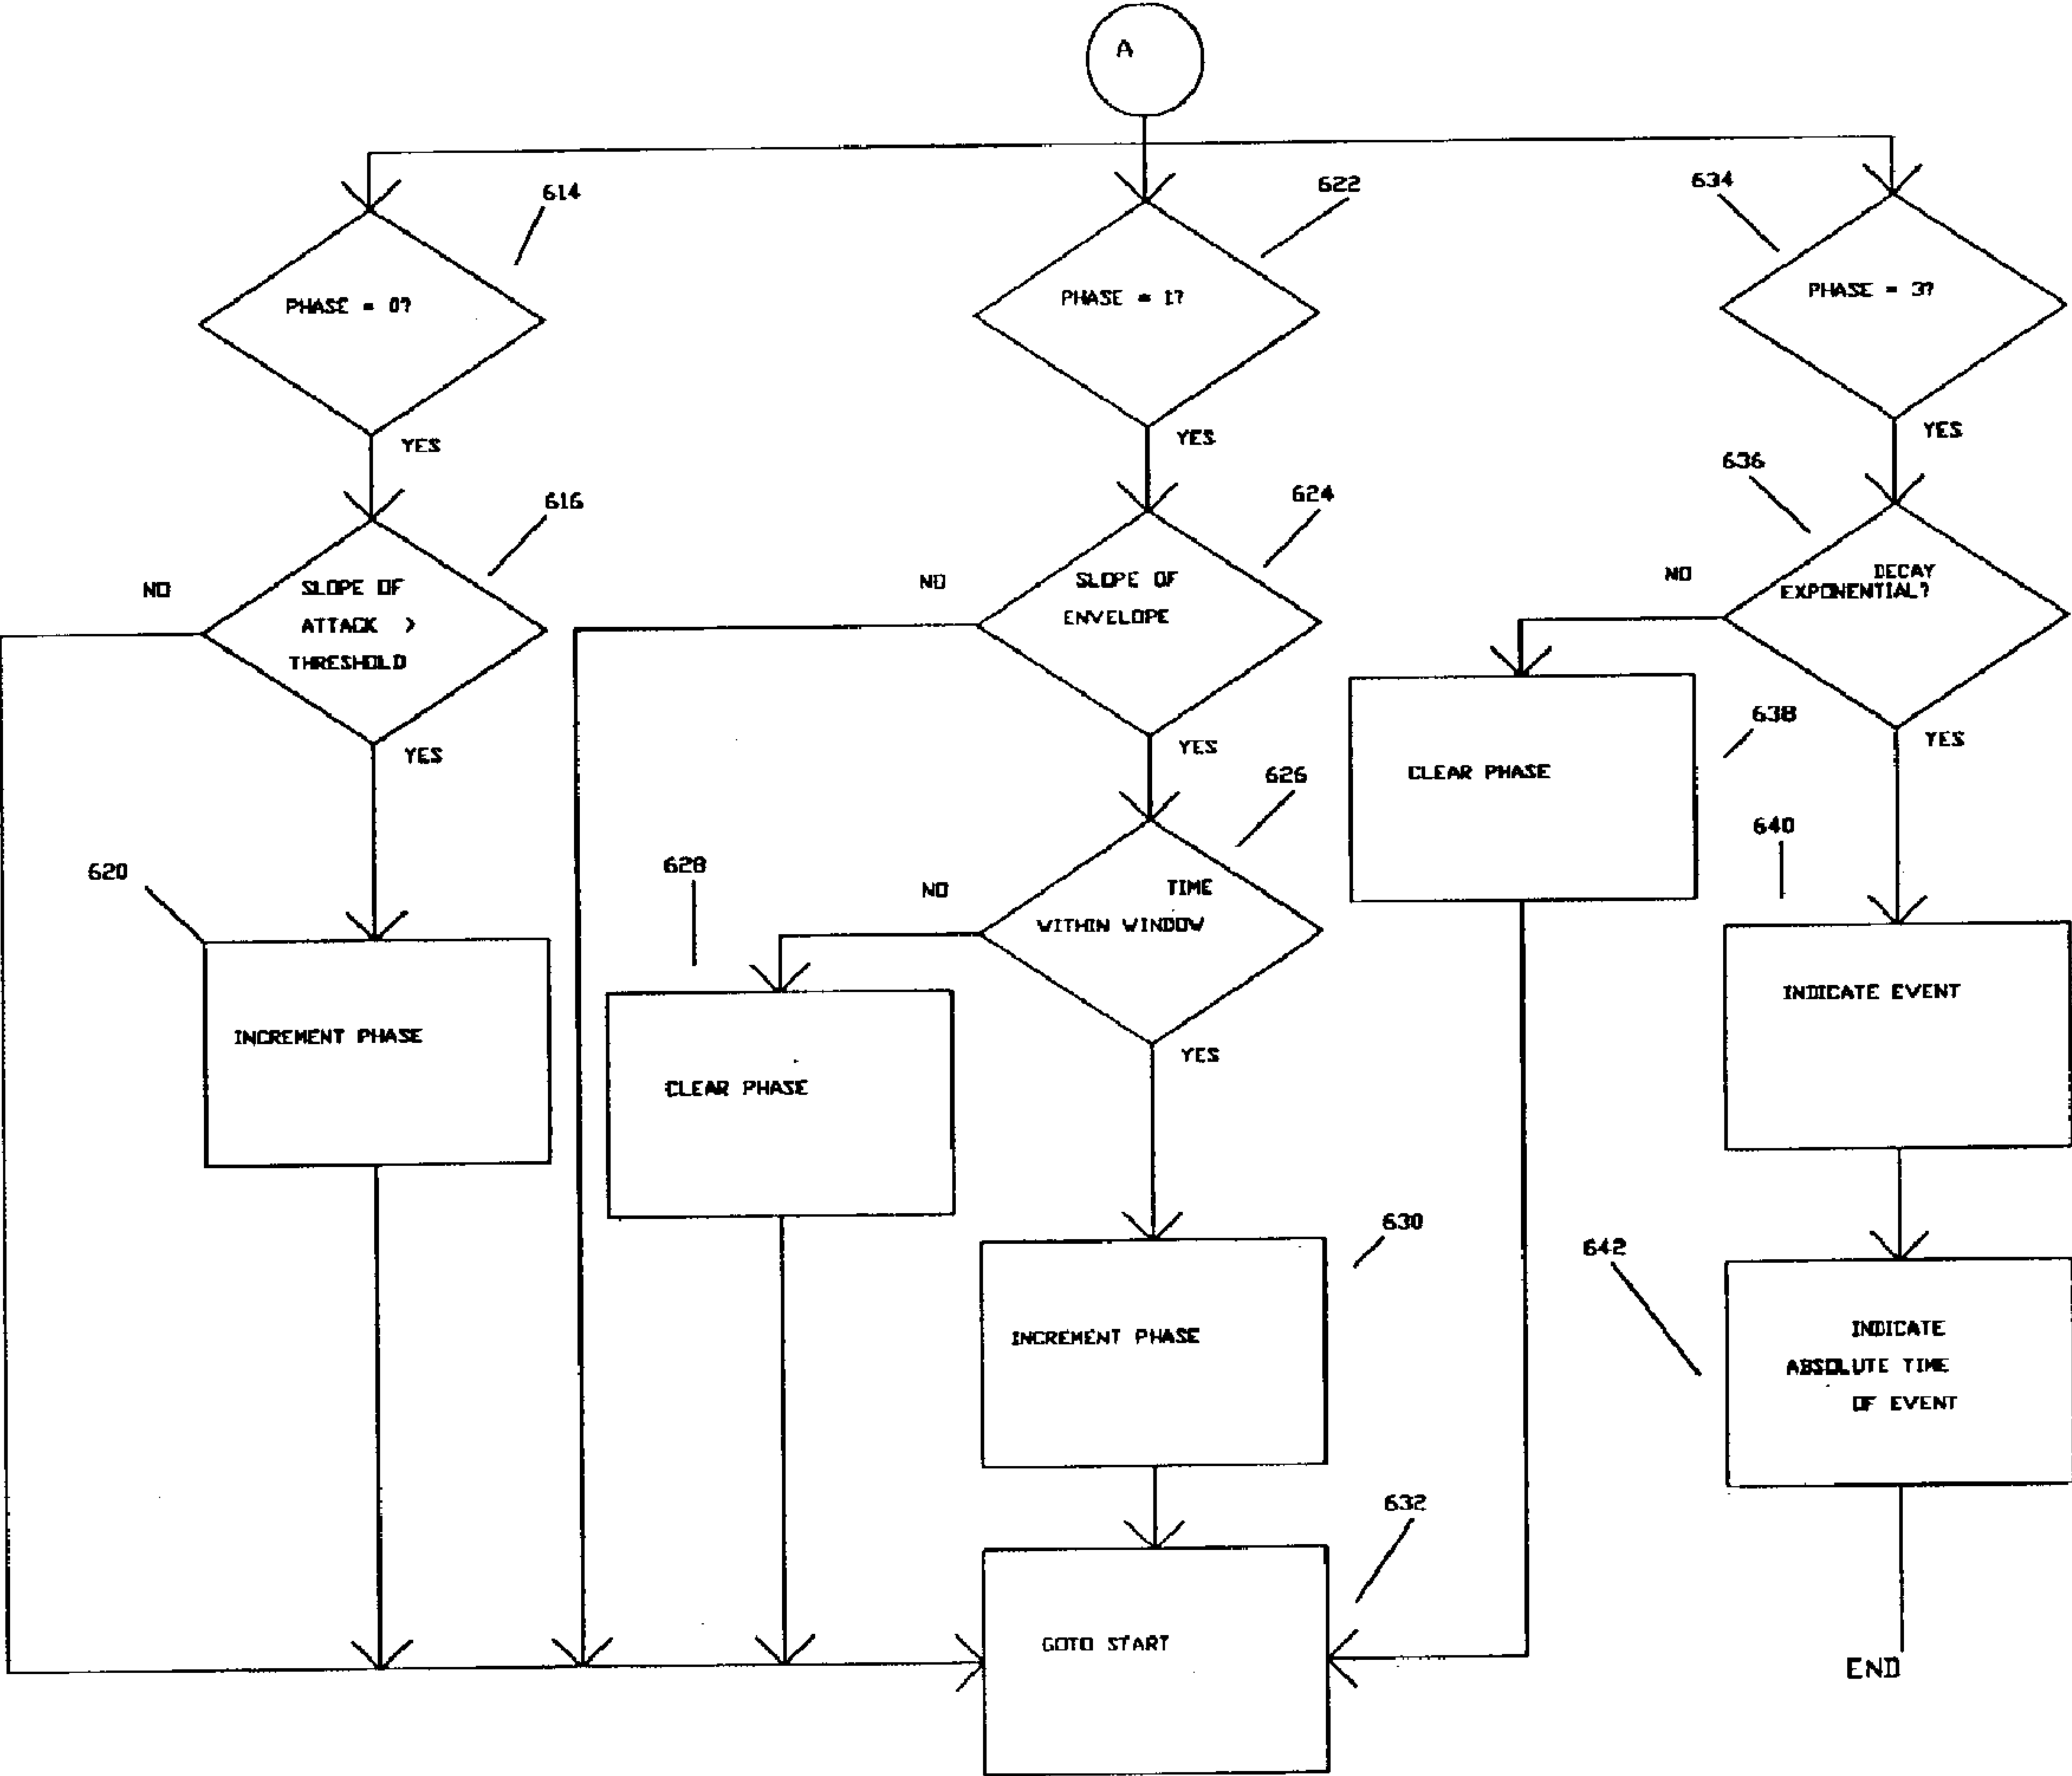 A
614
622
634
PHASE = 0?
PHASE = 1?
PHASE = 3?
YES
YES
YES
616
624
636
NO
SLOPE OF
ATTACK >
THRESHOLD
NO
SLOPE OF
ENVELOPE
NO
DECAY
EXPONENTIAL?
YES
YES
YES
638
CLEAR PHASE
626
640
620
628
NO
TIME
WITHIN WINDOW
INCREMENT PHASE
CLEAR PHASE
YES
INDICATE EVENT
630
642
INCREMENT PHASE
INDICATE
ABSOLUTE TIME
OF EVENT
632
GOTO START
END